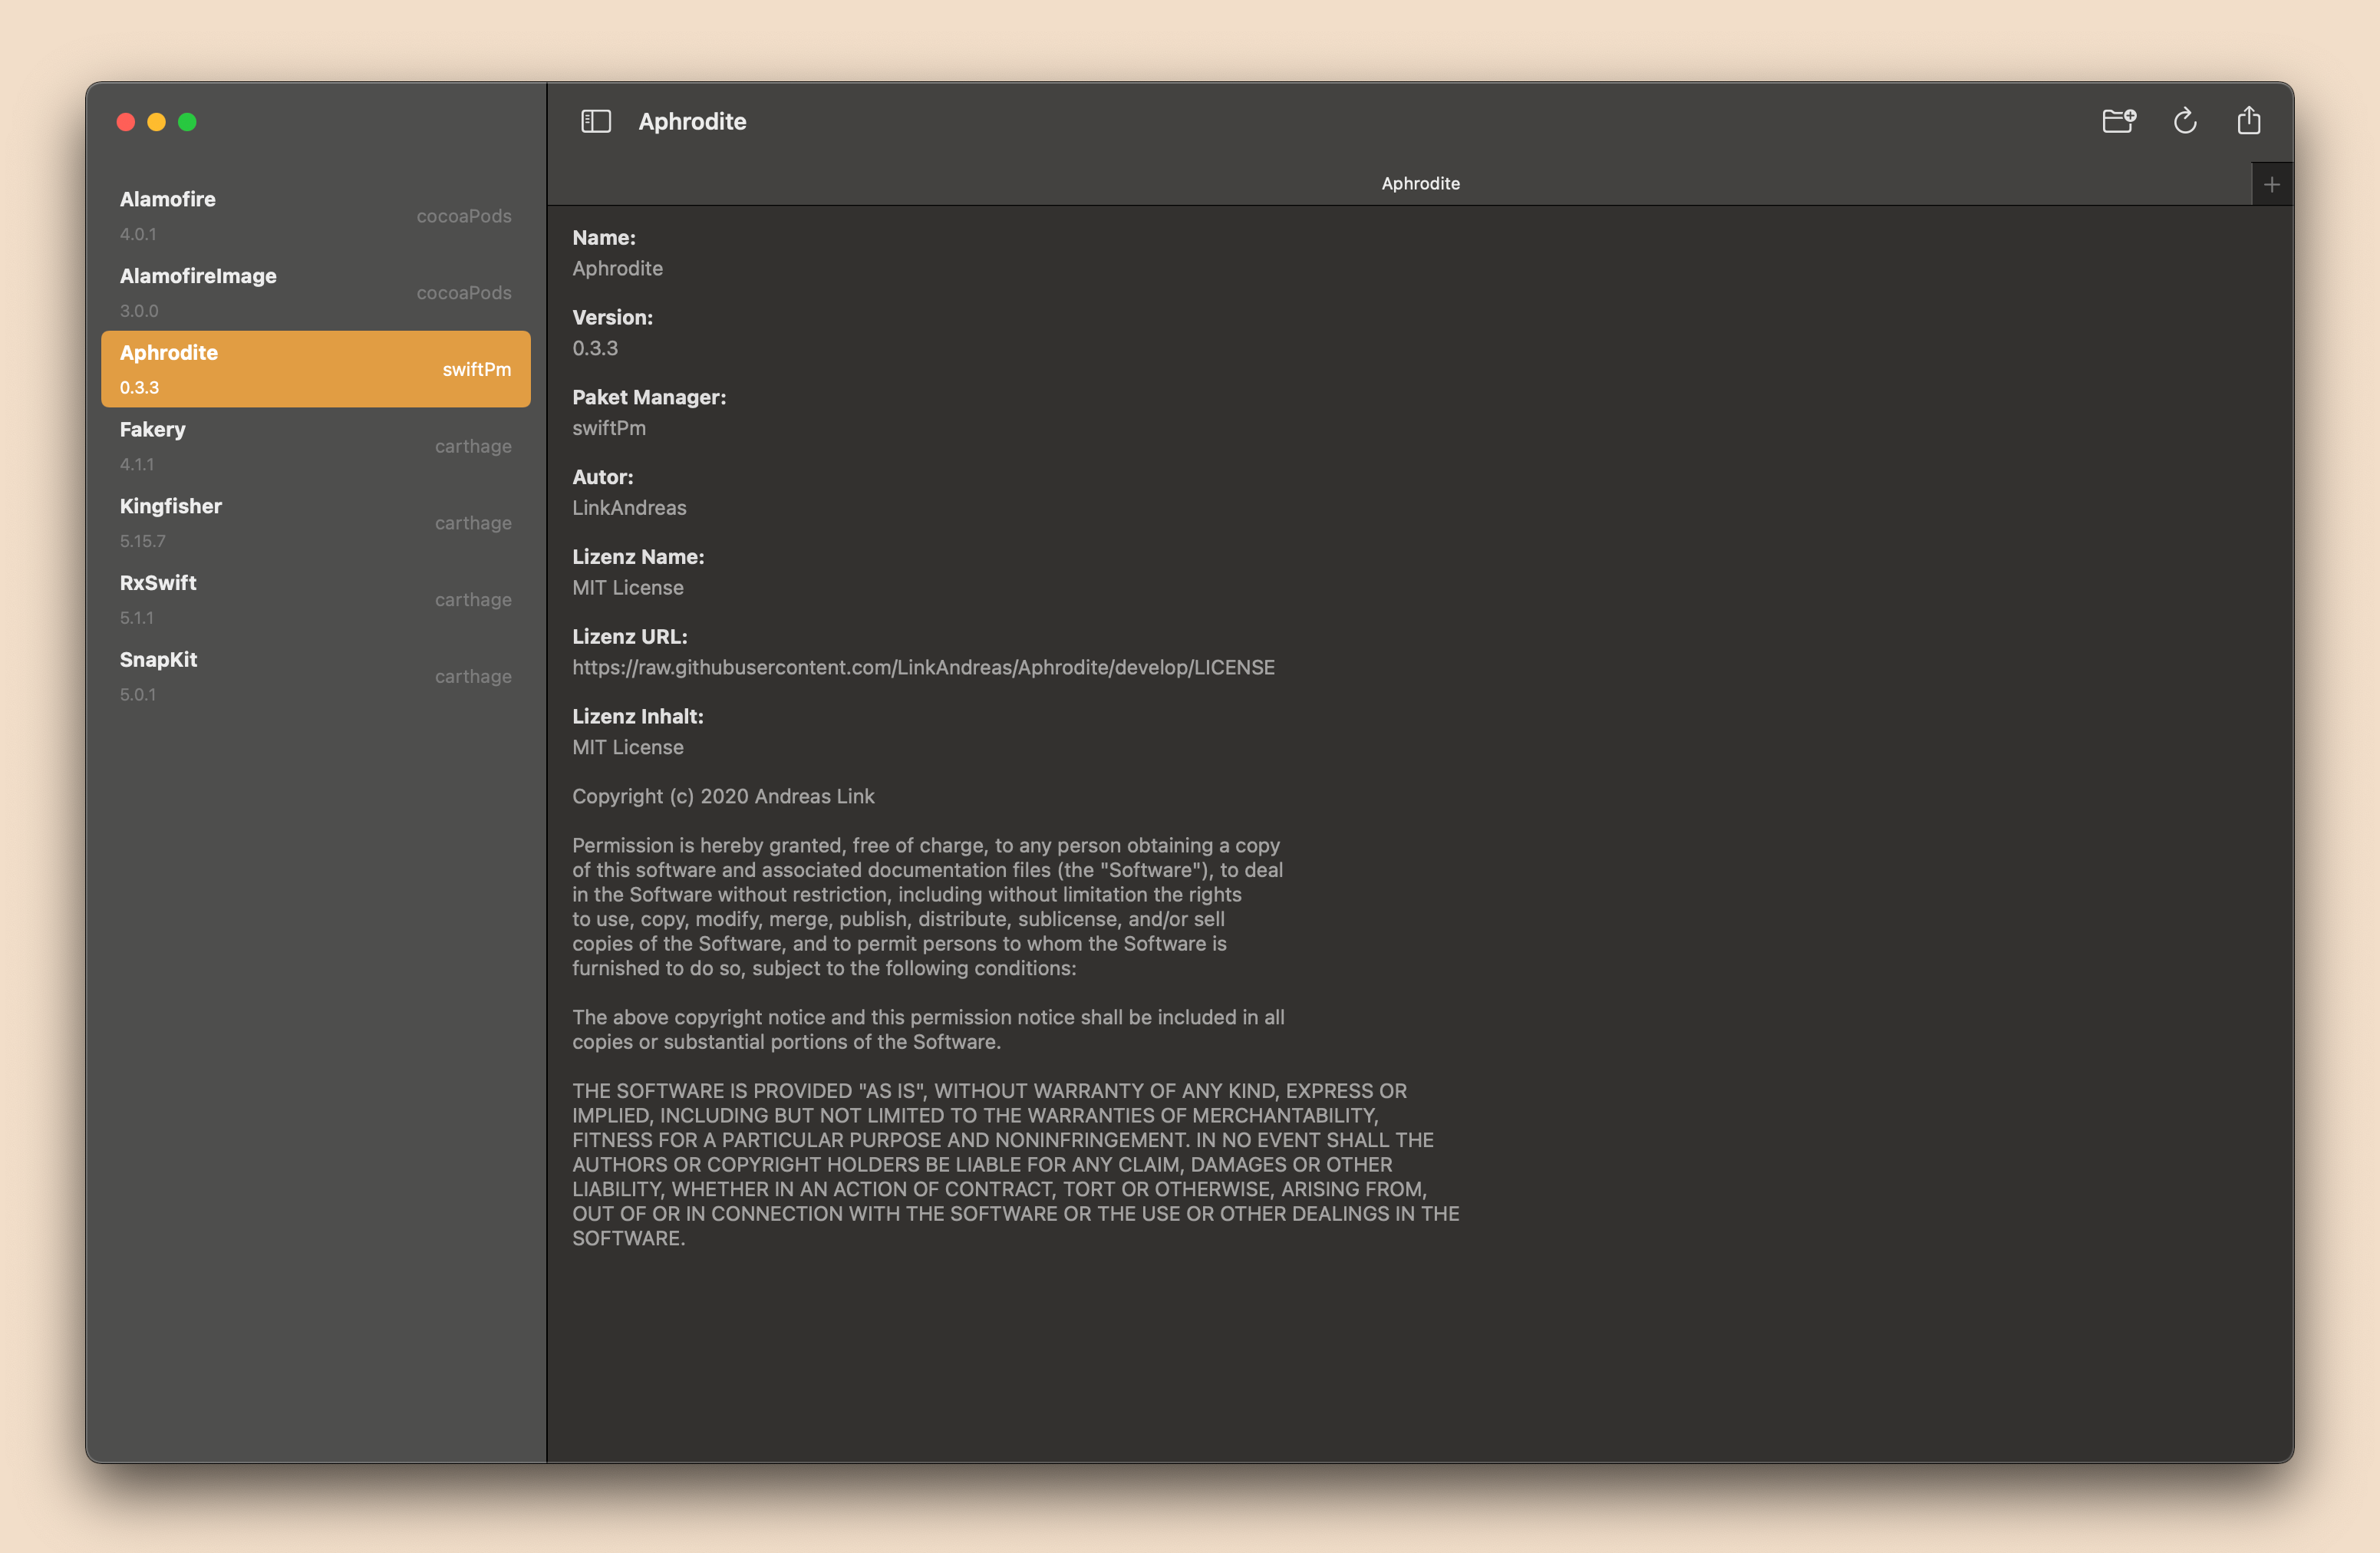 Aphrodite
Aphrodite
Alamofire
4.0.1
cocoaPods
AlamofireImage
3.0.0
cocoaPods
Aphrodite
0.3.3
swiftPm
Fakery
4.1.1
carthage
Kingfisher
5.15.7
carthage
RxSwift
5.1.1
carthage
SnapKit
5.0.1
carthage
Name:
Aphrodite
Version:
0.3.3
Paket Manager:
swiftPm
Autor:
LinkAndreas
Lizenz Name:
MIT License
Lizenz URL:
https://raw.githubusercontent.com/LinkAndreas/Aphrodite/develop/LICENSE
Lizenz Inhalt:
MIT License
Copyright (c) 2020 Andreas Link
Permission is hereby granted, free of charge, to any person obtaining a copy
of this software and associated documentation files (the "Software"), to deal
in the Software without restriction, including without limitation the rights
to use, copy, modify, merge, publish, distribute, sublicense, and/or sell
copies of the Software, and to permit persons to whom the Software is
furnished to do so, subject to the following conditions:
The above copyright notice and this permission notice shall be included in all
copies or substantial portions of the Software.
THE SOFTWARE IS PROVIDED "AS IS", WITHOUT WARRANTY OF ANY KIND, EXPRESS OR
IMPLIED, INCLUDING BUT NOT LIMITED TO THE WARRANTIES OF MERCHANTABILITY,
FITNESS FOR A PARTICULAR PURPOSE AND NONINFRINGEMENT. IN NO EVENT SHALL THE
AUTHORS OR COPYRIGHT HOLDERS BE LIABLE FOR ANY CLAIM, DAMAGES OR OTHER
LIABILITY, WHETHER IN AN ACTION OF CONTRACT, TORT OR OTHERWISE, ARISING FROM,
OUT OF OR IN CONNECTION WITH THE SOFTWARE OR THE USE OR OTHER DEALINGS IN THE
SOFTWARE.